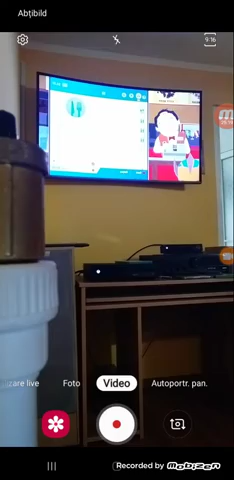 Abțibild
9:16
zare live
Foto
Video
Autoportr. pan.
Recorded by Mobizen